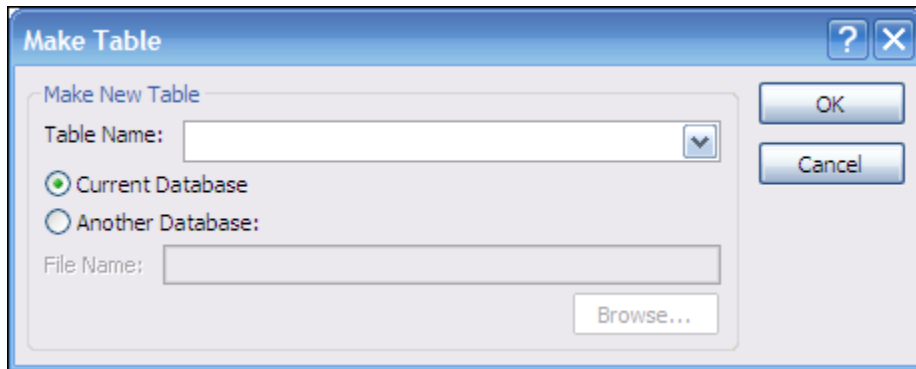 Make Table
?
Make New Table
Table Name:
OK
Current Database
Cancel
Another Database:
File Name:
Browse...